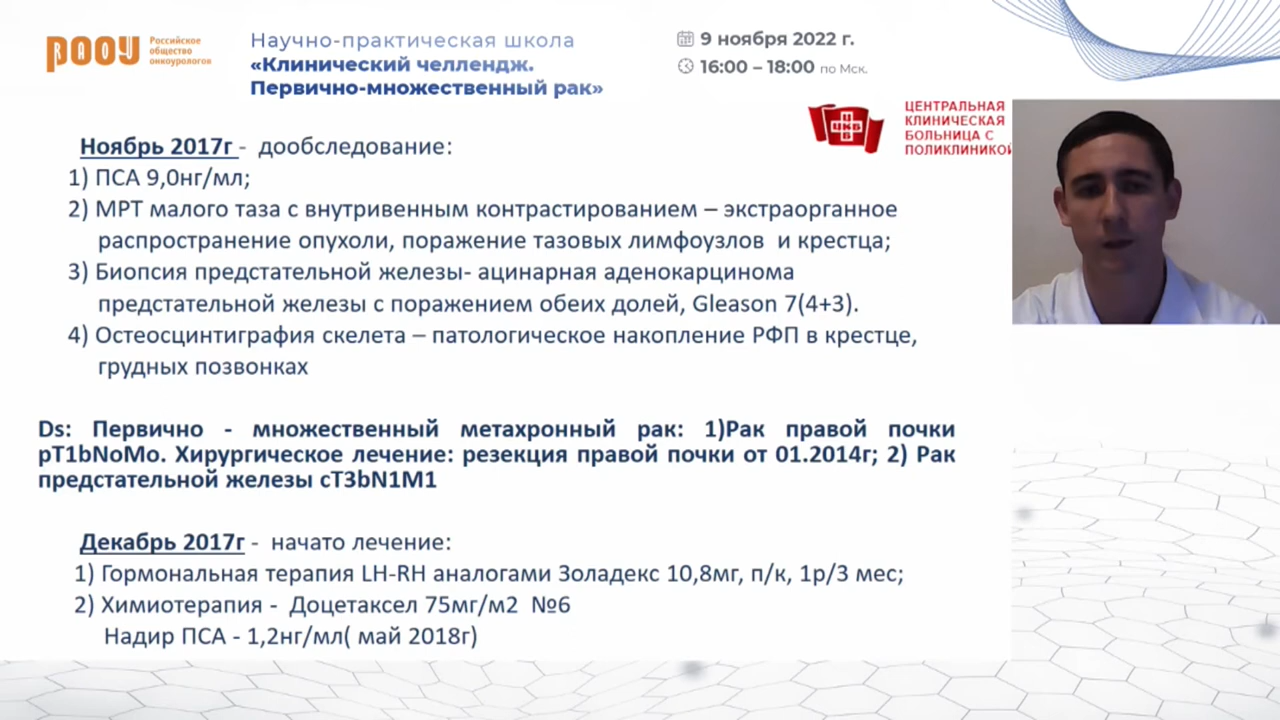 РАОУ
Российское
общество
онкоурологов
Научно-практическая школа
«Клинический челлендж.
Первично-множественный рак»
9 ноября 2022 г.
16:00 – 18:00 по Мск.
ЦКБ
ЦЕНТРАЛЬНАЯ
КЛИНИЧЕСКАЯ
БОЛЬНИЦА С
ПОЛИКЛИНИКОЙ
Ноябрь 2017г - дообследование:
1) ПСА 9,0нг/мл;
2) МРТ малого таза с внутривенным контрастированием – экстраорганное
распространение опухоли, поражение тазовых лимфоузлов и крестца;
3) Биопсия предстательной железы- ацинарная аденокарцинома
предстательной железы с поражением обеих долей, Gleason 7(4+3).
4) Остеосцинтиграфия скелета – патологическое накопление РФП в крестце,
грудных позвонках
Ds: Первично - множественный метахронный рак: 1)Рак правой почки
pT1bNoMo. Хирургическое лечение: резекция правой почки от 01.2014г; 2) Рак
предстательной железы cT3bN1M1
Декабрь 2017г - начато лечение:
1) Гормональная терапия LH-RH аналогами Золадекс 10,8мг, п/к, 1р/3 мес;
2) Химиотерапия - Доцетаксел 75мг/м2 №6
Надир ПСА - 1,2нг/мл( май 2018г)